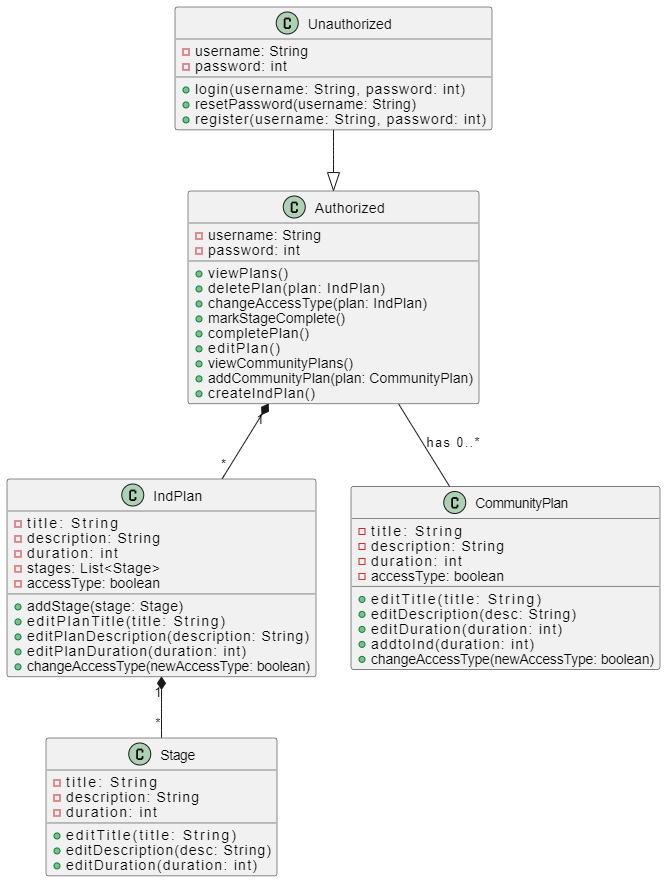 C Unauthorized
username: String
password: int
login(username: String, password: int)
resetPassword(username: String)
register(username: String, password: int)
C Authorized
username: String
password: int
viewPlans()
deletePlan(plan: IndPlan)
changeAccessType(plan: IndPlan)
markStageComplete()
completePlan()
editPlan()
viewCommunityPlans()
addCommunityPlan(plan: CommunityPlan)
createIndPlan()
1
*
has 0..*
C IndPlan
title: String
description: String
duration: int
stages: List<Stage>
accessType: boolean
addStage(stage: Stage)
editPlanTitle(title: String)
editPlanDescription(description: String)
editPlanDuration(duration: int)
changeAccessType(newAccessType: boolean)
C CommunityPlan
title: String
description: String
duration: int
accessType: boolean
editTitle(title: String)
editDescription(desc: String)
editDuration(duration: int)
addtoInd(duration: int)
changeAccessType(newAccessType: boolean)
1
*
C Stage
title: String
description: String
duration: int
editTitle(title: String)
editDescription(desc: String)
editDuration(duration: int)